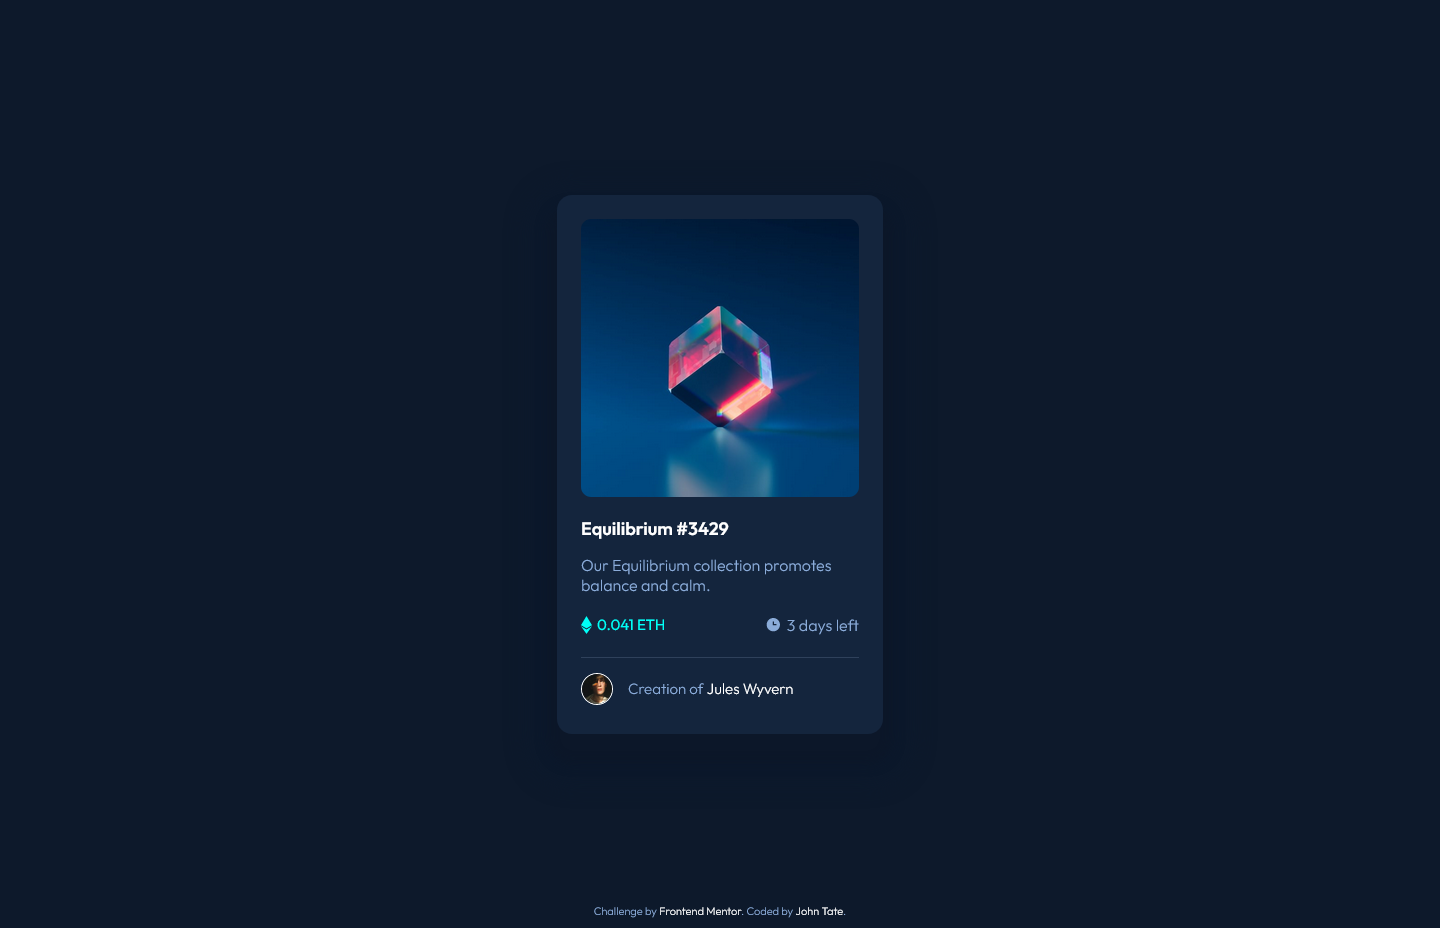 Equilibrium #3429
Our Equilibrium collection promotes
balance and calm.
0.041 ETH
3 days left
Creation of Jules Wyvern
Challenge by Frontend Mentor. Coded by John Tate.